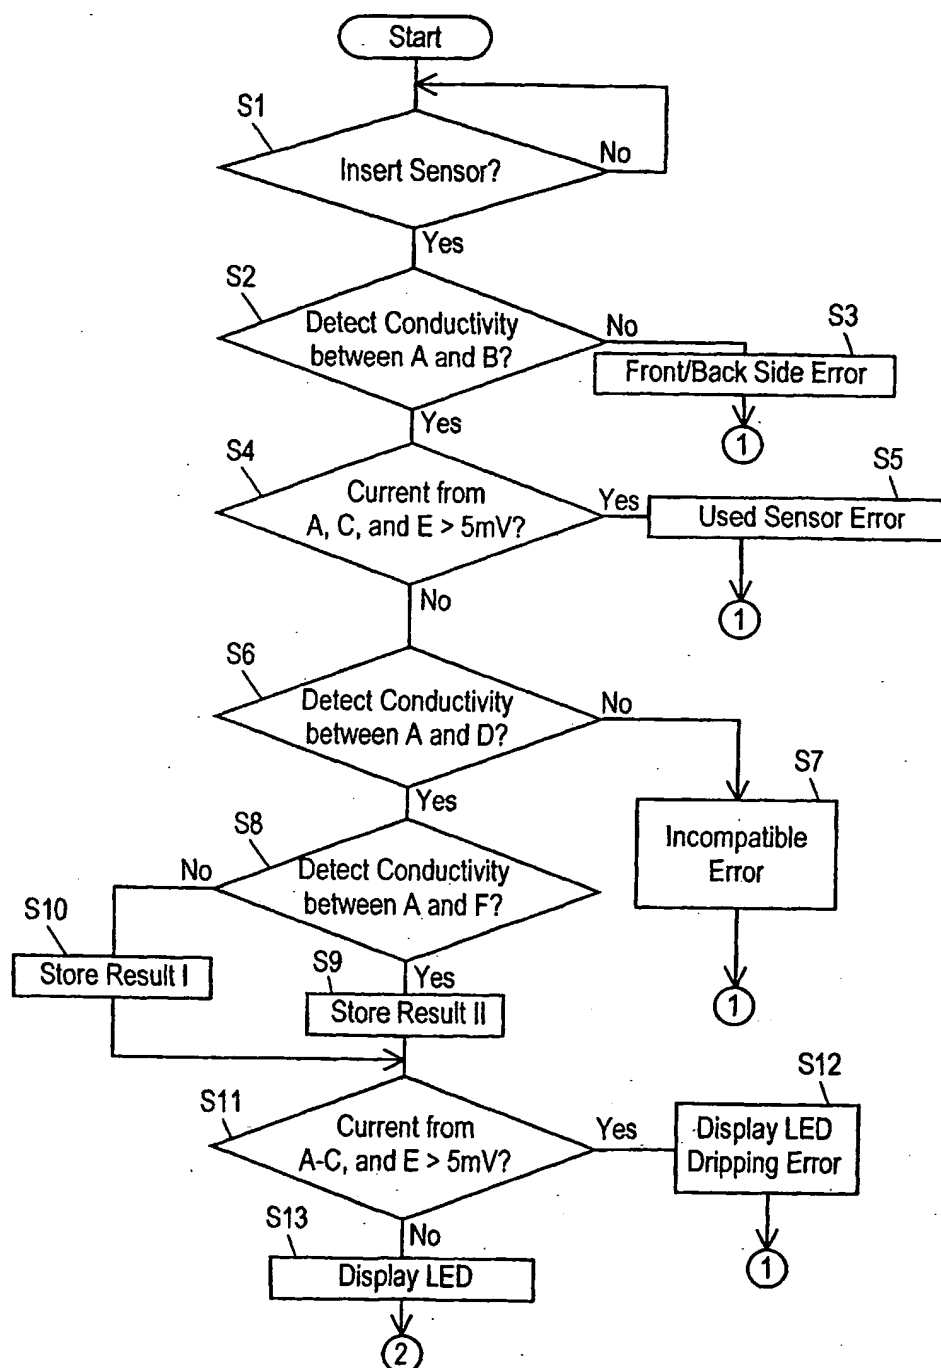 Start
S1
Insert Sensor?
No
Yes
S2
Detect Conductivity
between A and B?
No
S3
Front/Back Side Error
1
Yes
S4
Current from
A, C, and E > 5mV?
Yes
S5
Used Sensor Error
1
No
S6
Detect Conductivity
between A and D?
No
S7
Incompatible
Error
1
Yes
S8
Detect Conductivity
between A and F?
No
S10
Store Result I
S9
Yes
Store Result II
S11
Current from
A-C, and E > 5mV?
Yes
S12
Display LED
Dripping Error
1
No
S13
Display LED
2